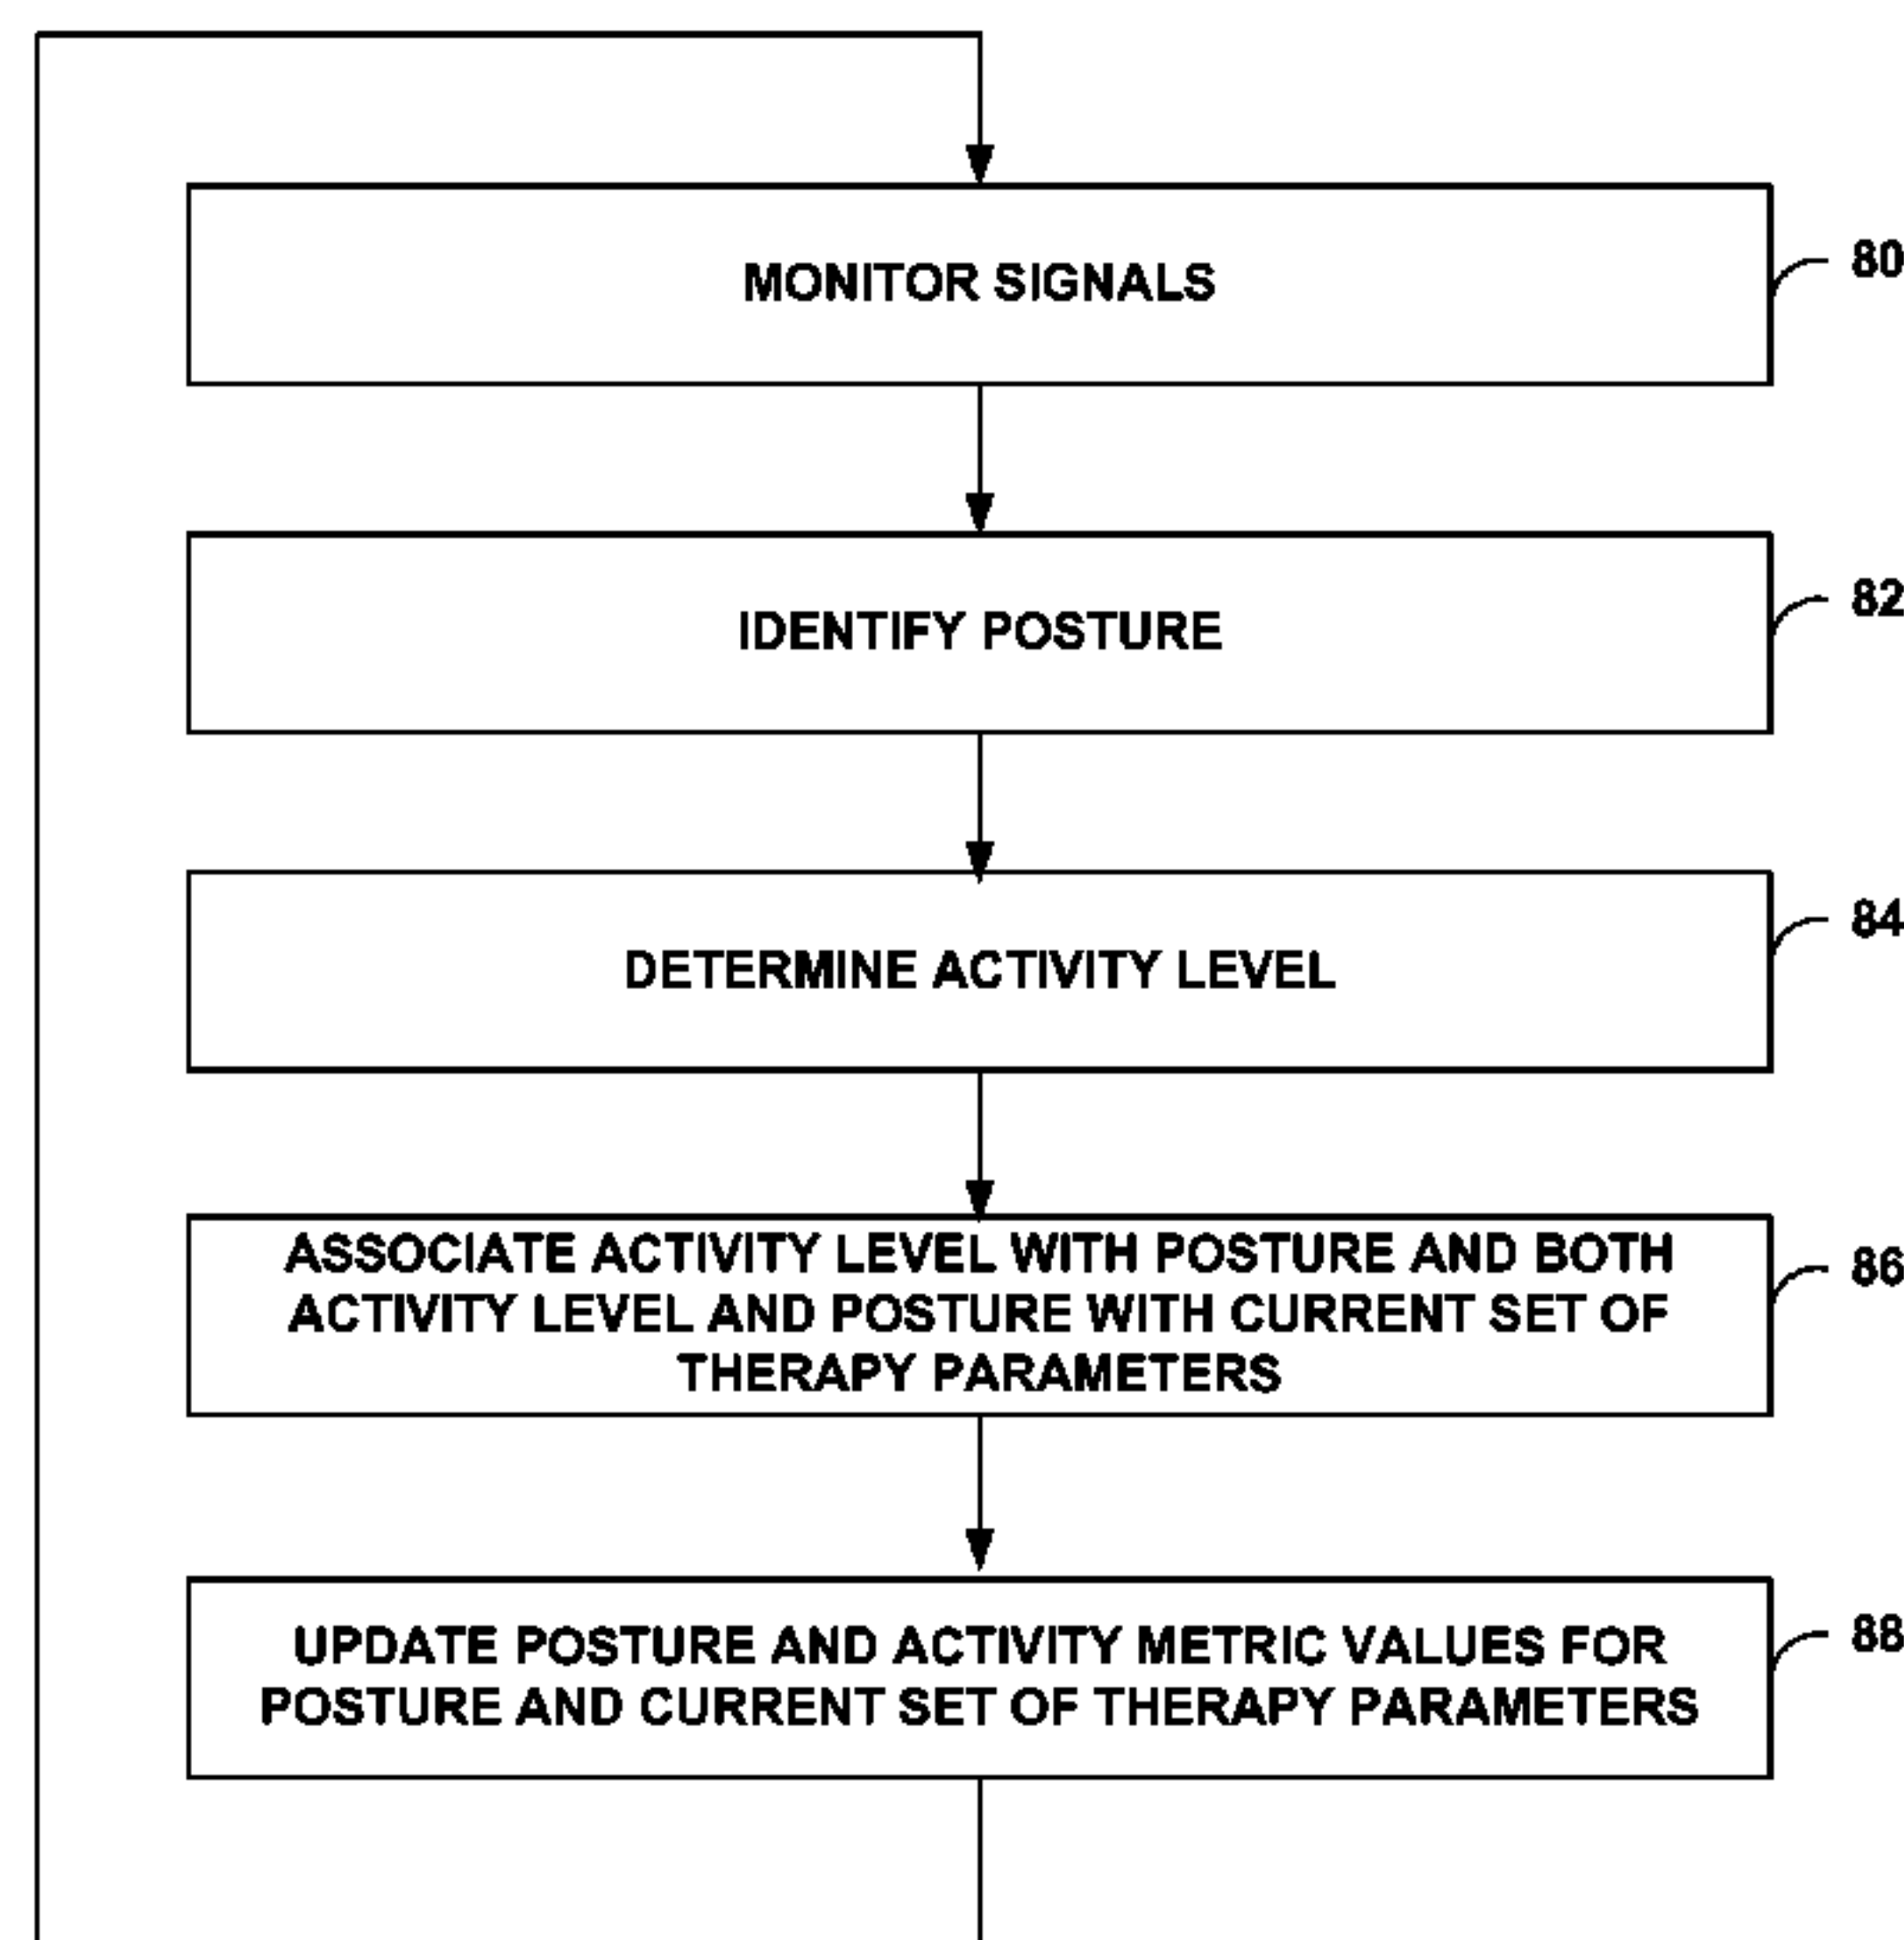 MONITOR SIGNALS
80
IDENTIFY POSTURE
82
DETERMINE ACTIVITY LEVEL
84
ASSOCIATE ACTIVITY LEVEL WITH POSTURE AND BOTH
ACTIVITY LEVEL AND POSTURE WITH CURRENT SET OF
THERAPY PARAMETERS
86
UPDATE POSTURE AND ACTIVITY METRIC VALUES FOR
POSTURE AND CURRENT SET OF THERAPY PARAMETERS
88